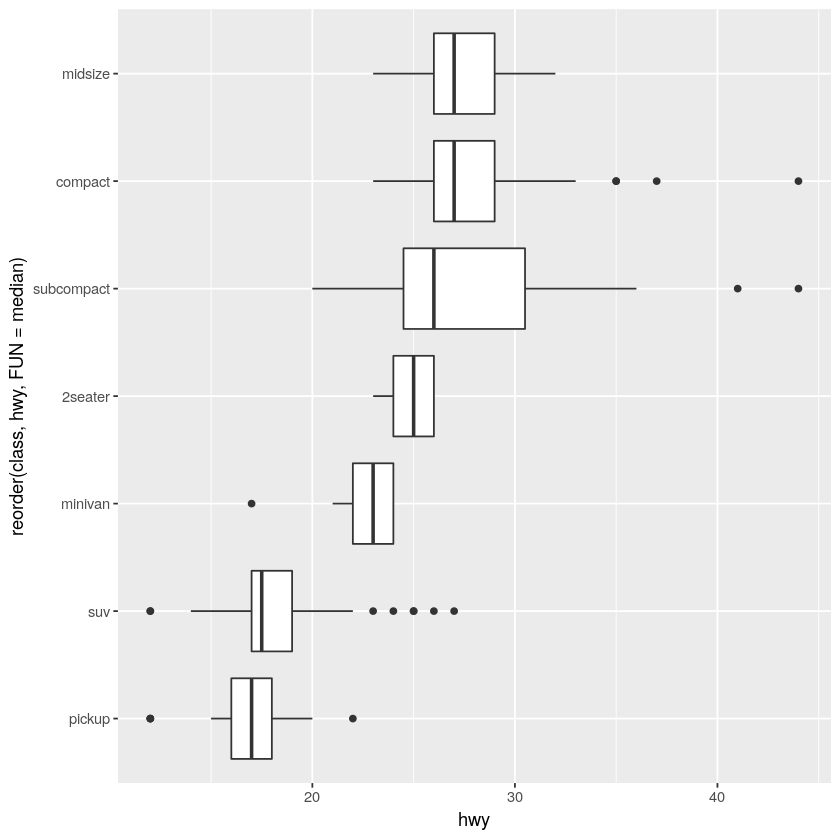 midsize
compact
subcompact
2seater
minivan
suv
pickup
reorder(class, hwy, FUN = median)
20 30 40
hwy